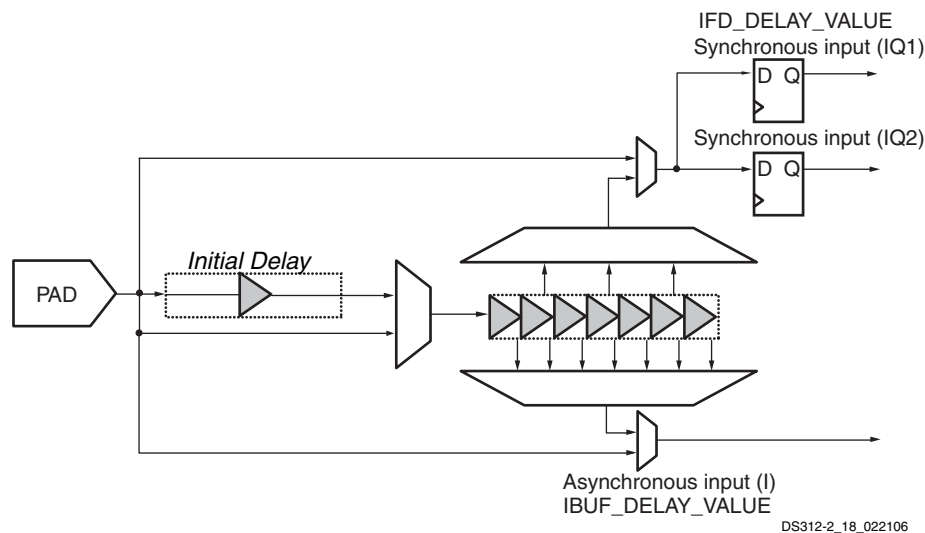 IFD_DELAY_VALUE
Synchronous input (IQ1)
D Q
Synchronous input (IQ2)
D Q
Initial Delay
PAD
Asynchronous input (I)
IBUF_DELAY_VALUE
DS312-2_18_022106